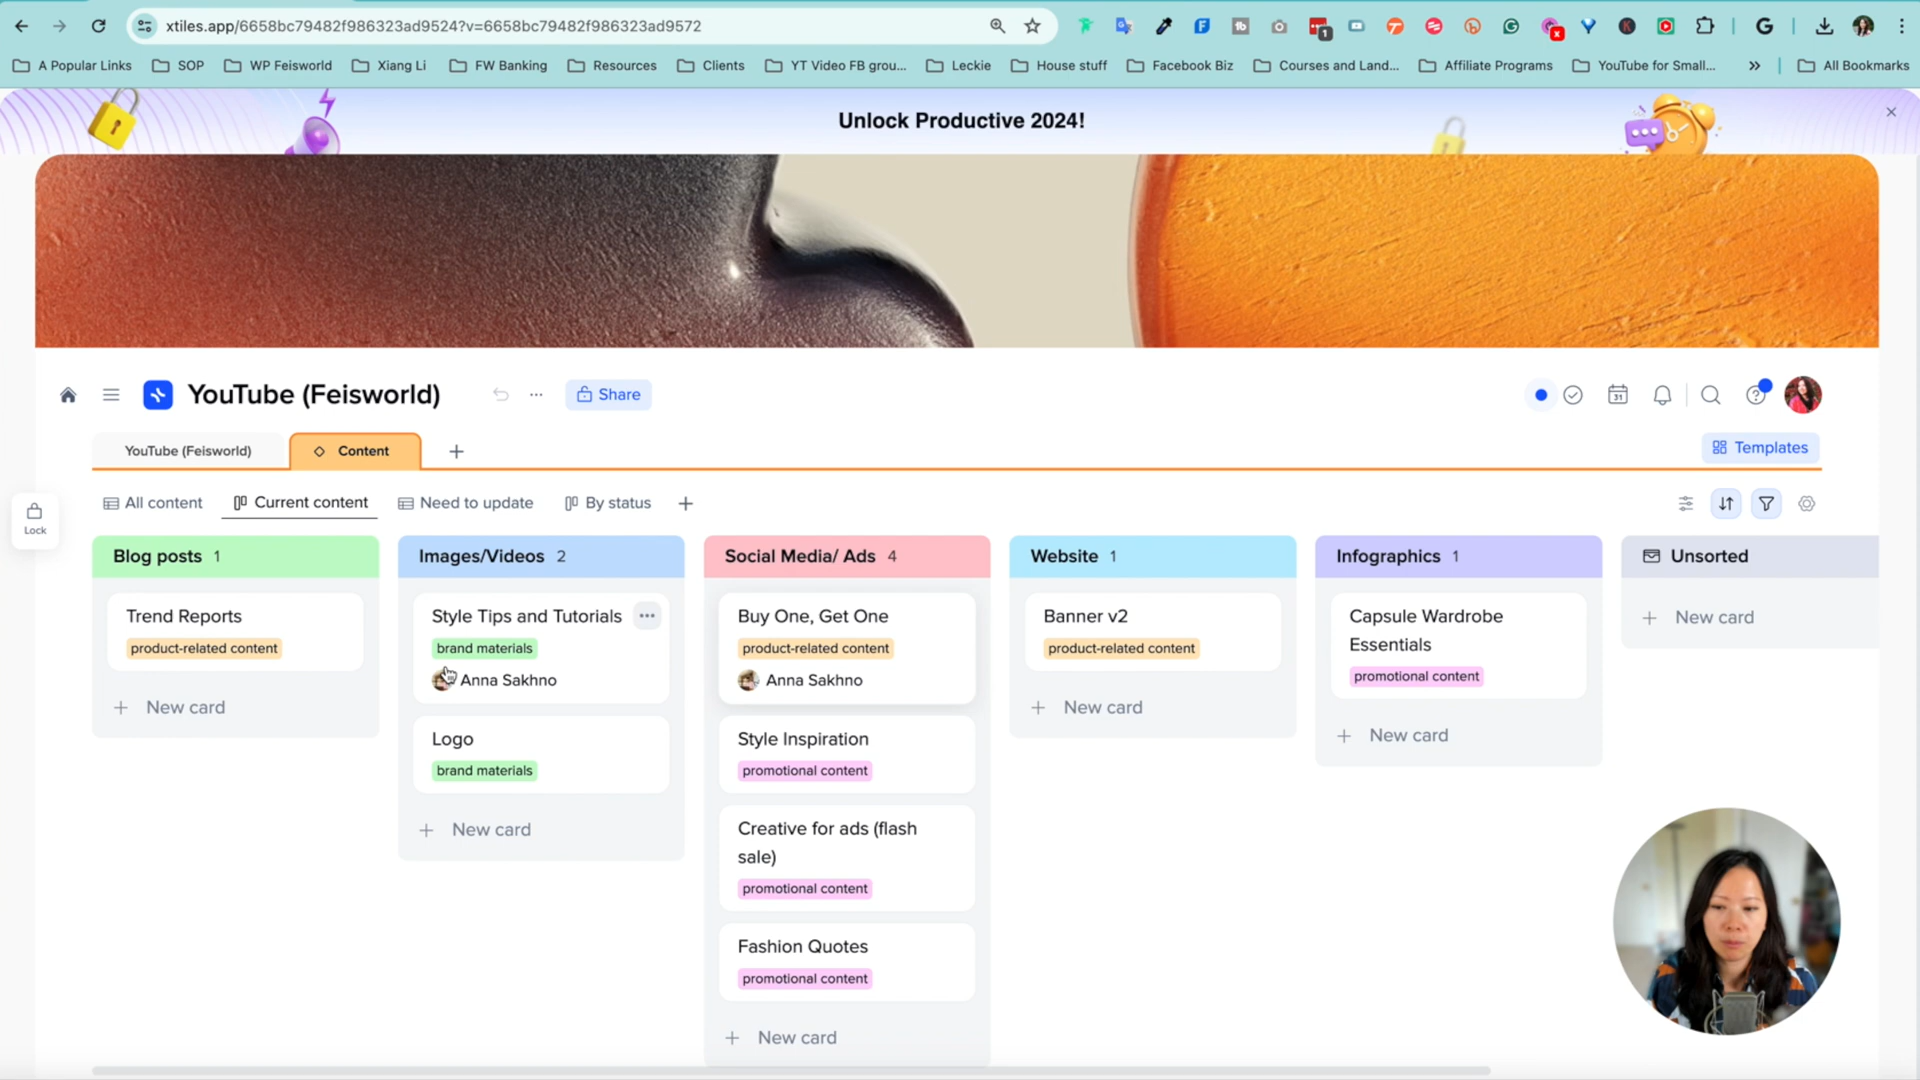 xtiles.app/6658bc79482f986323ad9524?v=6658bc79482f986323ad9572
A Popular Links
SOP
WP Feisworld
Xiang Li
FW Banking
Resources
Clients
YT Video FB grou...
Leckie
House stuff
Facebook Biz
Courses and Land...
Affiliate Programs
YouTube for Small...
All Bookmarks
Unlock Productive 2024!
YouTube (Feisworld)
Share
31
YouTube (Feisworld)
Content
Templates
All content
Current content
Need to update
By status
Lock
Blog posts 1
Trend Reports
product-related content
New card
Images/Videos 2
Style Tips and Tutorials
brand materials
Anna Sakhno
Logo
brand materials
New card
Social Media/ Ads 4
Buy One, Get One
product-related content
Anna Sakhno
Style Inspiration
promotional content
Creative for ads (flash
sale)
promotional content
Fashion Quotes
promotional content
New card
Website 1
Banner v2
product-related content
New card
Infographics 1
Capsule Wardrobe
Essentials
promotional content
New card
Unsorted
New card